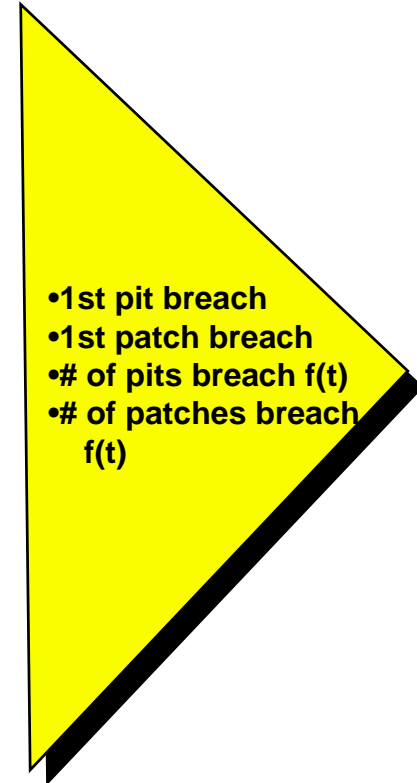 •1st pit breach
•1st patch breach
•# of pits breach f(t)
•# of patches breach
f(t)